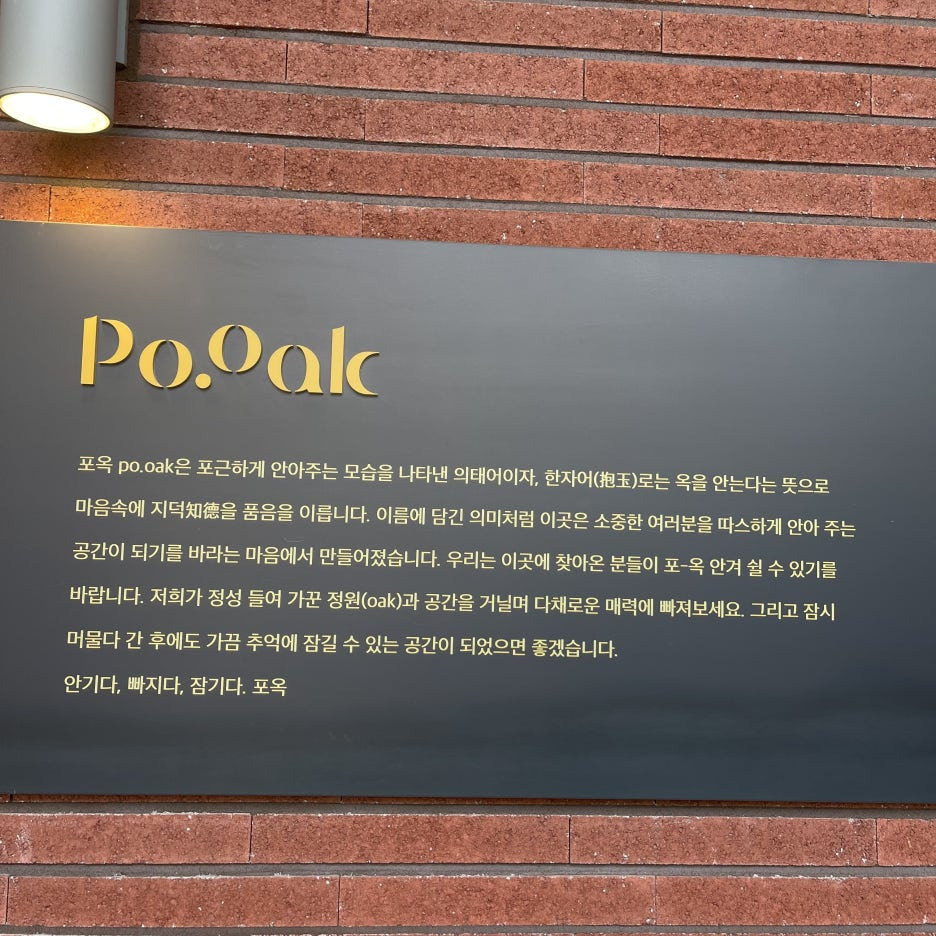 Po.oak
포옥 po.oak은 포근하게 안아주는 모습을 나타낸 의태어이자, 한자어(抱玉)로는 옥을 안는다는 뜻으로
마음속에 지덕知德을 품음을 이릅니다. 이름에 담긴 의미처럼 이곳은 소중한 여러분을 따스하게 안아 주는
공간이 되기를 바라는 마음에서 만들어졌습니다. 우리는 이곳에 찾아온 분들이 포-옥 안겨 쉴 수 있기를
바랍니다. 저희가 정성 들여 가꾼 정원(oak)과 공간을 거닐며 다채로운 매력에 빠져보세요. 그리고 잠시
머물다 간 후에도 가끔 추억에 잠길 수 있는 공간이 되었으면 좋겠습니다.
안기다, 빠지다, 잠기다. 포옥